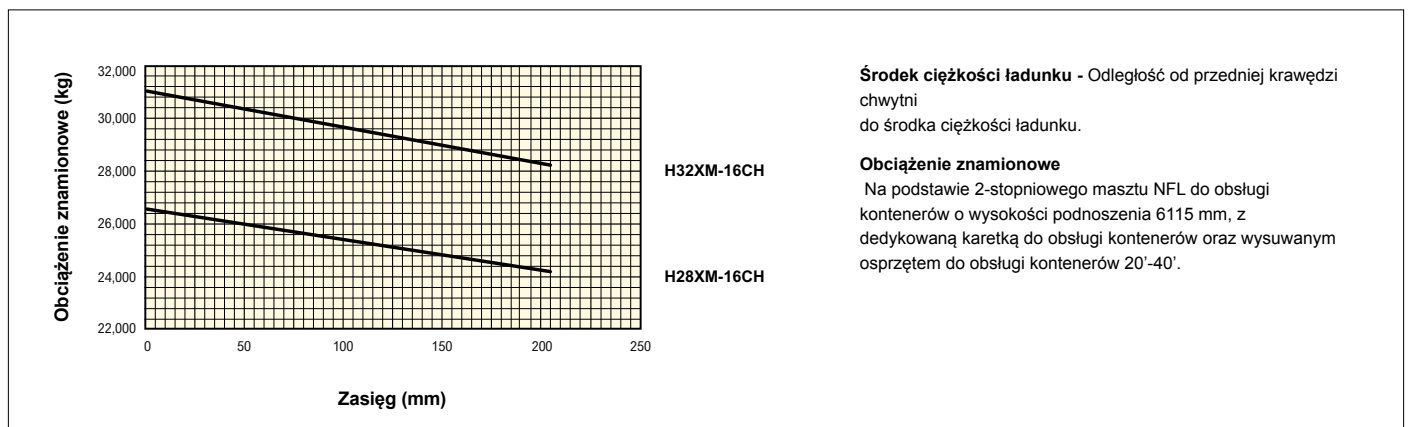 Obciążenie znamionowe (kg)
32,000
30,000
28,000
26,000
24,000
22,000
0
50
100
150
200
250
Zasięg (mm)
H32XM-16CH
H28XM-16CH
Środek ciężkości ładunku - Odległość od przedniej krawędzi
chwytni
do środka ciężkości ładunku.
Obciążenie znamionowe
Na podstawie 2-stopniowego masztu NFL do obsługi
kontenerów o wysokości podnoszenia 6115 mm, z
dedykowaną karetką do obsługi kontenerów oraz wysuwanym
osprzętem do obsługi kontenerów 20’-40’.